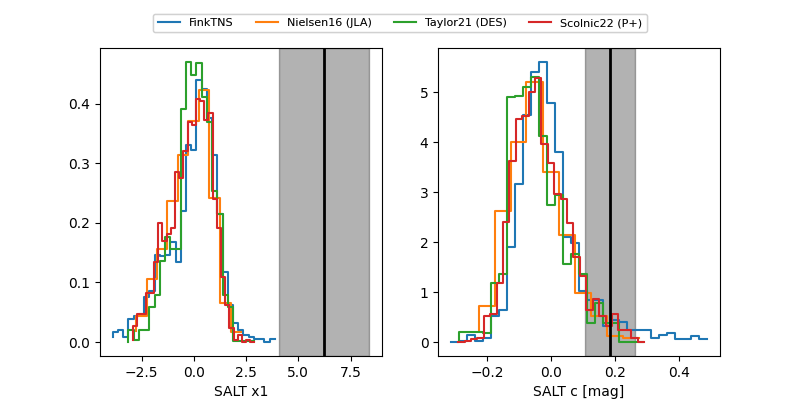 FinkTNS Nielsen16 (JLA) Taylor21 (DES) Scolnic22 (P+)
0.4
0.3
0.2
0.1
0.0
−2.5 0.0 2.5 5.0 7.5
SALT x1
5
4
3
2
1
0
−0.2 0.0 0.2 0.4
SALT c [mag]